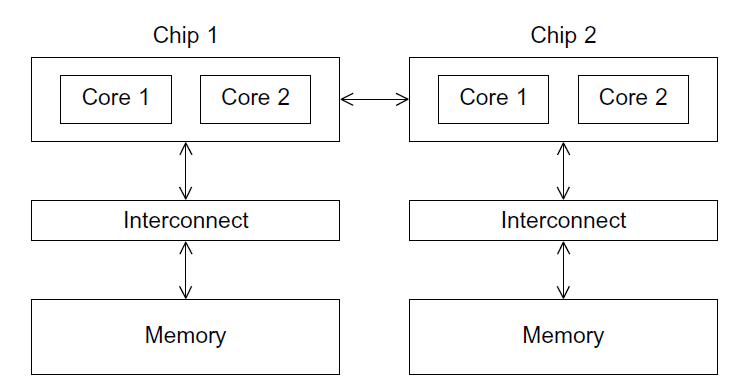 Chip 1
Chip 2
Core 1
Core 2
Core 1
Core 2
Interconnect
Interconnect
Memory
Memory